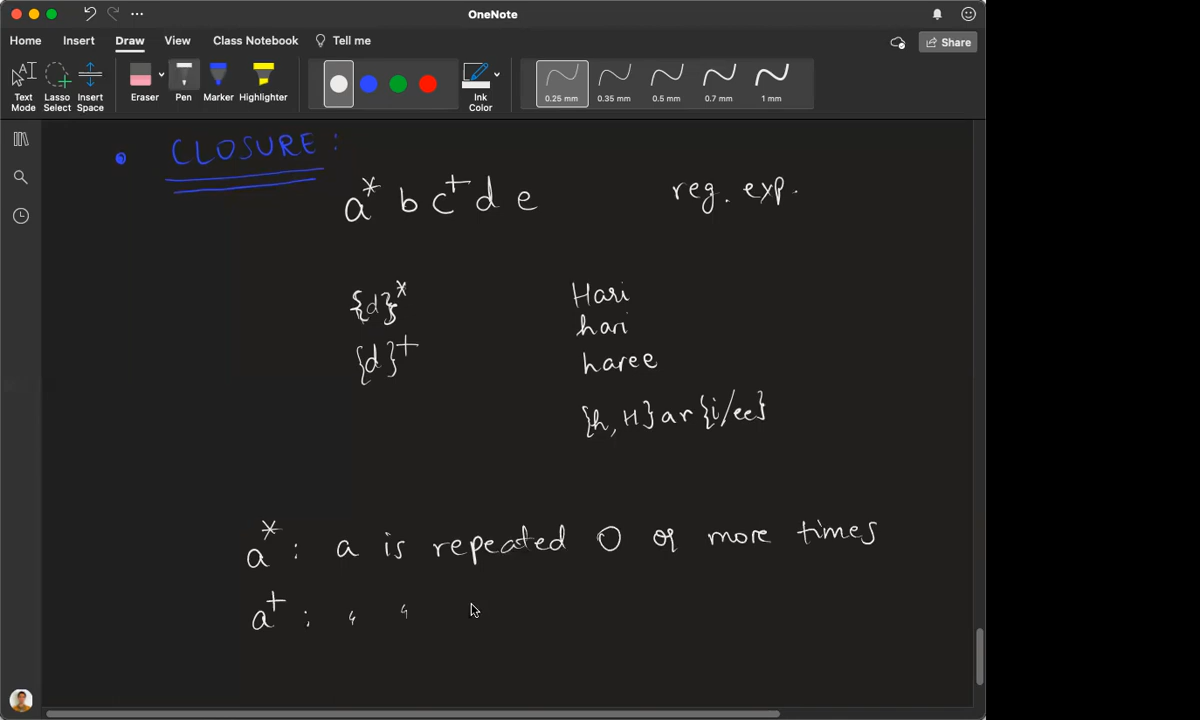 OneNote
Home Insert Draw View Class Notebook Tell me Share
Text Mode Lasso Select Insert Space Eraser Pen Marker Highlighter Ink Color 0.25 mm 0.35 mm 0.5 mm 0.7 mm 1 mm
CLOSURE :
a* b c⁺ d e reg. exp.
{d}* Hari
hari
{d}⁺ haree
{h, H} ar {i/ee}
a* : a is repeated 0 or more times
a⁺ : " "